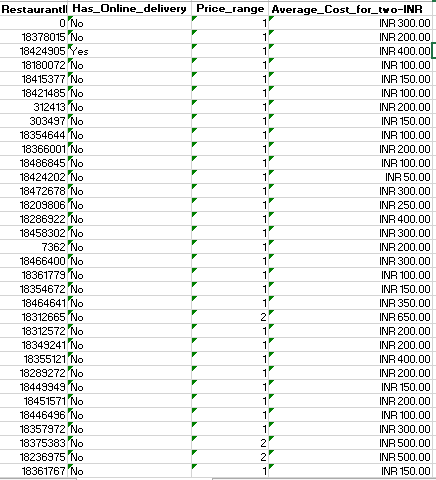 RestaurantI Has_Online_delivery Price_range Average_Cost_for_two-INR
0 No 1 INR 300.00
18378015 No 1 INR 200.00
18424905 Yes 1 INR 400.00
18180072 No 1 INR 100.00
18415377 No 1 INR 150.00
18421485 No 1 INR 100.00
312413 No 1 INR 200.00
303497 No 1 INR 150.00
18354644 No 1 INR 100.00
18366001 No 1 INR 200.00
18486845 No 1 INR 100.00
18424202 No 1 INR 50.00
18472678 No 1 INR 300.00
18209806 No 1 INR 250.00
18286922 No 1 INR 400.00
18458302 No 1 INR 300.00
7362 No 1 INR 200.00
18466400 No 1 INR 300.00
18361779 No 1 INR 100.00
18354672 No 1 INR 150.00
18464641 No 1 INR 350.00
18312665 No 2 INR 650.00
18312572 No 1 INR 200.00
18349241 No 1 INR 200.00
18355121 No 1 INR 400.00
18289272 No 1 INR 200.00
18449949 No 1 INR 150.00
18451571 No 1 INR 200.00
18446496 No 1 INR 100.00
18357972 No 1 INR 300.00
18375383 No 2 INR 500.00
18236975 No 2 INR 500.00
18361767 No 1 INR 150.00